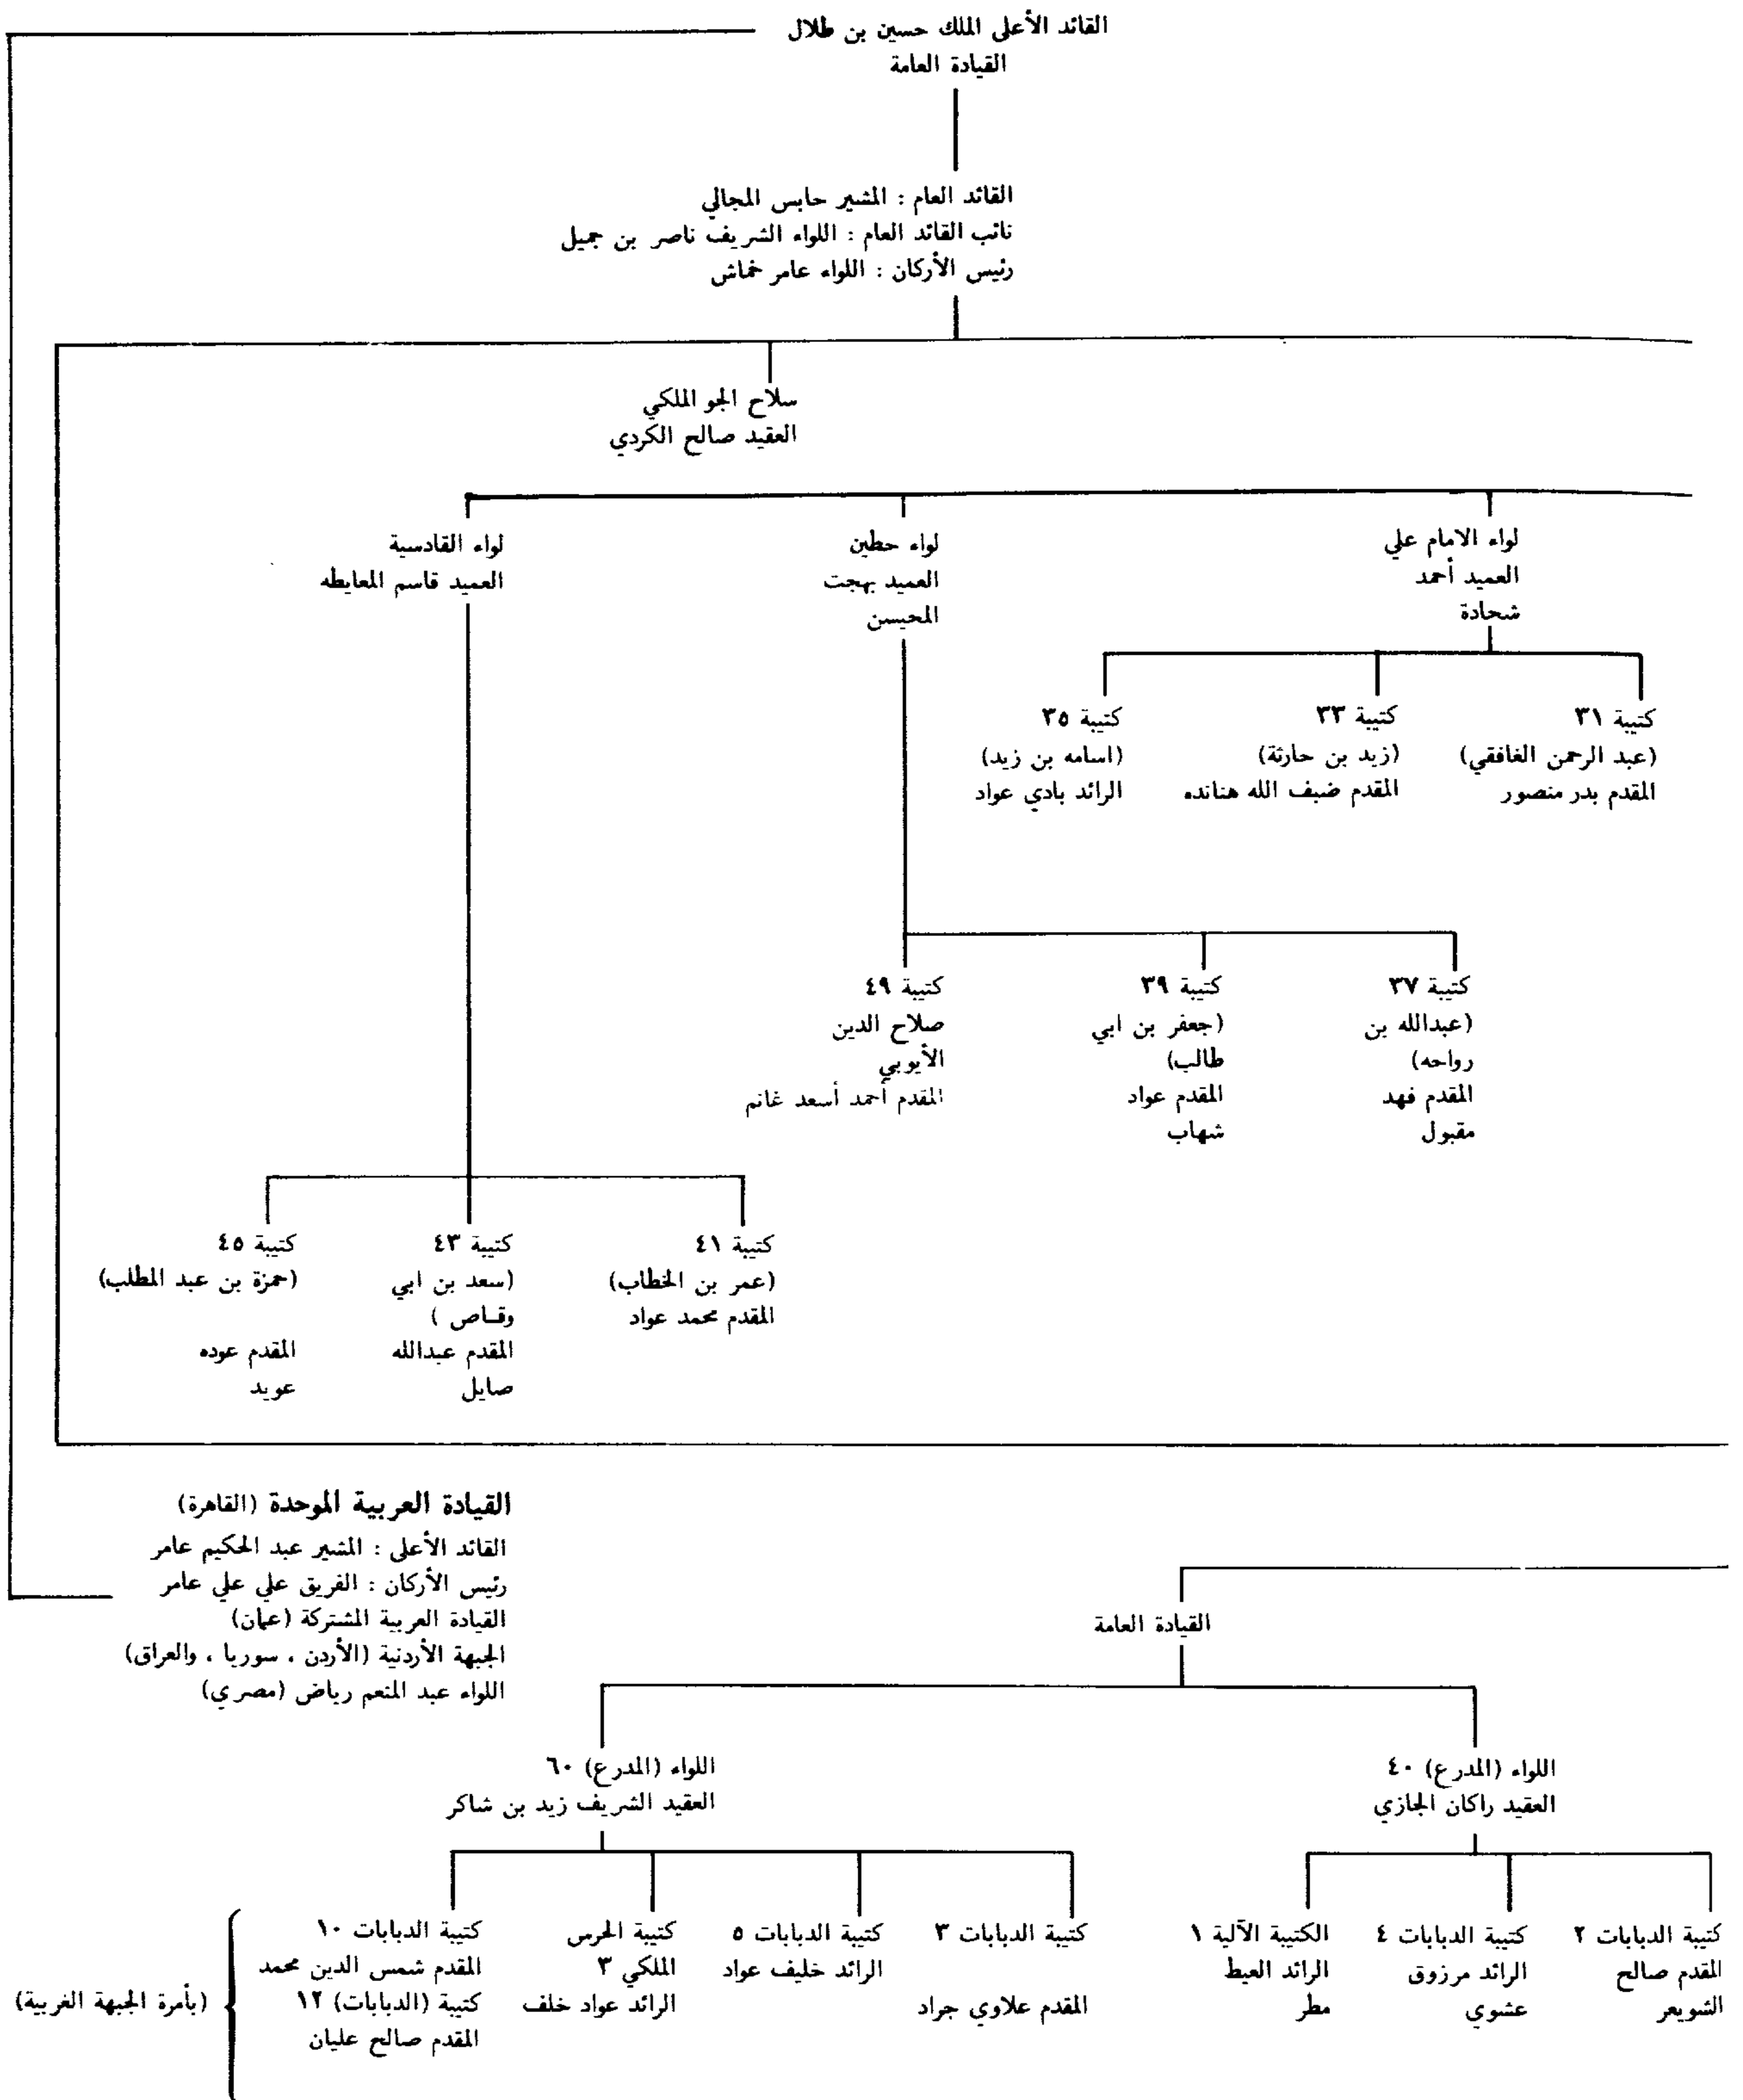 القائد الأعلى الملك حسين بن طلال
القيادة العامة
القائد العام : المشير حابس المجالي
نائب القائد العام : اللواء الشريف ناصر بن جميل
رئيس الأركان : اللواء عامر خماش
سلاح الجو الملكي
العقيد صالح الكردي
لواء الامام علي
العميد أحمد
شحادة
لواء حطين
العميد بهجت
المحيسن
لواء القادسية
العميد قاسم المعايطه
كتيبة ٣١
(عبد الرحمن الغافقي)
المقدم بدر منصور
كتيبة ٣٣
(زيد بن حارثة)
المقدم ضيف الله هنانده
كتيبة ٣٥
(اسامه بن زيد)
الرائد بادي عواد
كتيبة ٣٧
(عبدالله بن
رواحه)
المقدم فهد
مقبول
كتيبة ٣٩
(جعفر بن ابي
طالب)
المقدم عواد
شهاب
كتيبة ٤٩
صلاح الدين
الأيوبي
المقدم أحمد أسعد غانم
كتيبة ٤١
(عمر بن الخطاب)
المقدم محمد عواد
كتيبة ٤٣
(سعد بن ابي
وقاص )
المقدم عبدالله
صايل
كتيبة ٤٥
(حمزة بن عبد المطلب)
المقدم عوده
عويد
القيادة العربية الموحدة (القاهرة)
القائد الأعلى : المشير عبد الحكيم عامر
رئيس الأركان : الفريق علي علي عامر
القيادة العربية المشتركة (عمان)
الجبهة الأردنية (الأردن ، سوريا ، والعراق)
اللواء عبد المنعم رياض (مصري)
القيادة العامة
اللواء (المدرع) ٤٠
العقيد راكان الجازي
اللواء (المدرع) ٦٠
العقيد الشريف زيد بن شاكر
كتيبة الدبابات ٢
المقدم صالح
الشويعر
كتيبة الدبابات ٤
الرائد مرزوق
عشوي
الكتيبة الآلية ١
الرائد العيط
مطر
كتيبة الدبابات ٣
المقدم علاوي جراد
كتيبة الدبابات ٥
الرائد خليف عواد
كتيبة الحرس
الملكي ٣
الرائد عواد خلف
كتيبة الدبابات ١٠
المقدم شمس الدين محمد
كتيبة (الدبابات) ١٢
المقدم صالح عليان
(بأمرة الجبهة الغربية)